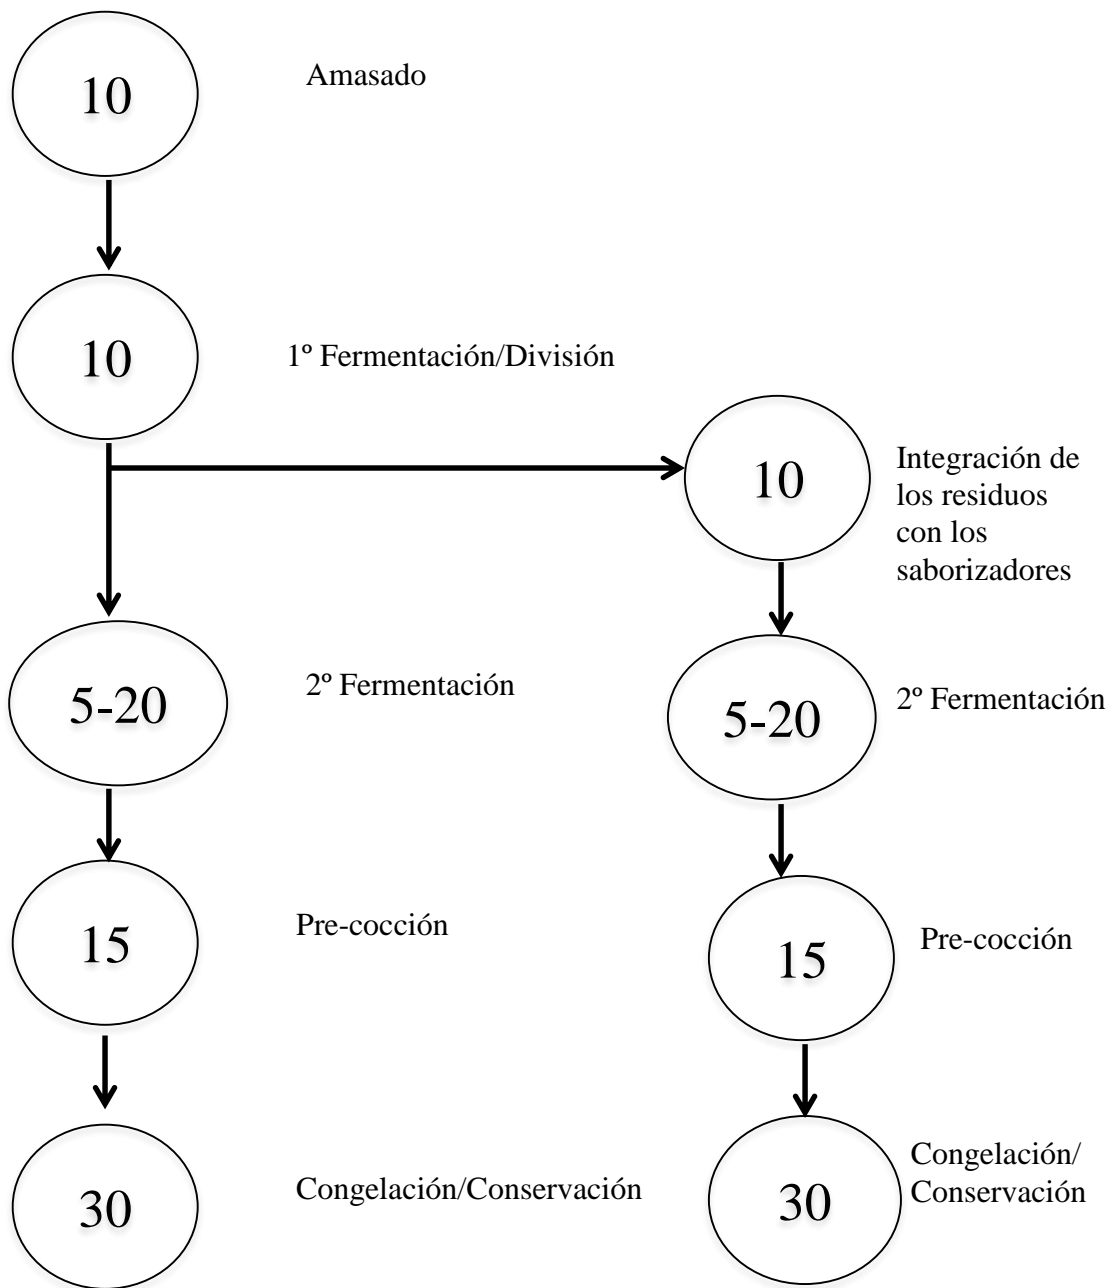 10
Amasado
10
1º Fermentación/División
10
Integración de
los residuos
con los
saborizadores
5-20
2º Fermentación
5-20
2º Fermentación
15
Pre-cocción
15
Pre-cocción
30
Congelación/Conservación
30
Congelación/
Conservación